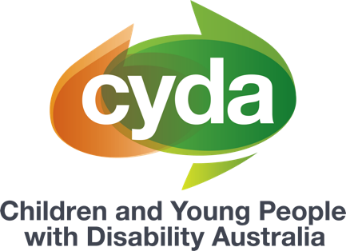 cyda
Children and Young People
with Disability Australia